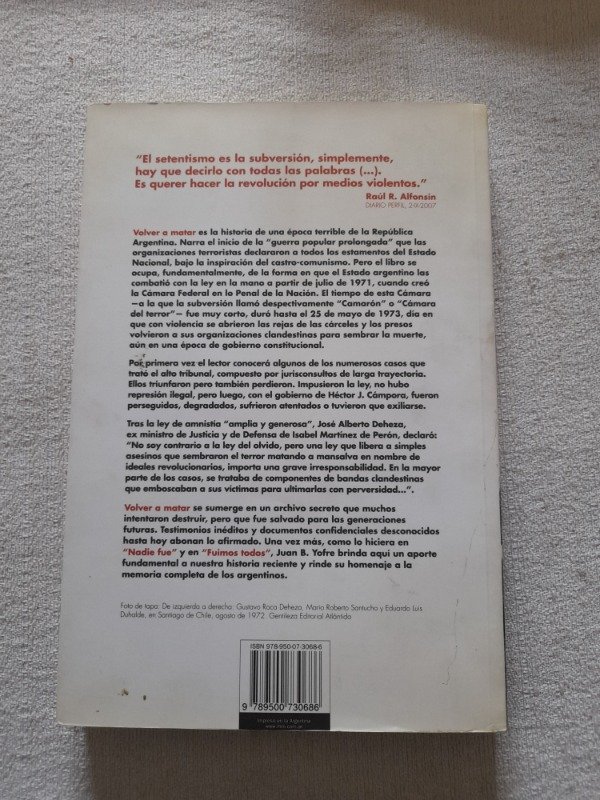 “El setentismo es la subversión, simplemente,
hay que decirlo con todas las palabras (...).
Es querer hacer la revolución por medios violentos.”
Raúl R. Alfonsín
DIARIO PERFIL, 2-II-2007
Volver a matar es la historia de una época terrible de la República
Argentina. Narra el inicio de la “guerra popular prolongada” que las
organizaciones terroristas declararon a todos los estamentos del Estado
Nacional, bajo la inspiración del castro-comunismo. Pero el libro se
ocupa, fundamentalmente, de la forma en que el Estado argentino las
combatió con la ley en la mano a partir de julio de 1971, cuando creó
la Cámara Federal en lo Penal de la Nación. El tiempo de esta Cámara
—a la que la subversión llamó despectivamente “Camarón” o “Cámara
del terror”— fue muy corto, duró hasta el 25 de mayo de 1973, día en
que con violencia se abrieron las rejas de las cárceles y los presos
volvieron a sus organizaciones clandestinas para sembrar la muerte,
aún en una época de gobierno constitucional.
Por primera vez el lector conocerá algunos de los numerosos casos que
trató el alto tribunal, compuesto por jurisconsultos de larga trayectoria.
Ellos triunfaron pero también perdieron. Impusieron la ley, no hubo
represión ilegal, pero luego, con el gobierno de Héctor J. Cámpora, fueron
perseguidos, degradados, sufrieron atentados o tuvieron que exiliarse.
Tras la ley de amnistía “amplia y generosa”, José Alberto Deheza,
ex ministro de Justicia y de Defensa de Isabel Martínez de Perón, declaró:
“No soy contrario a la ley del olvido, pero una ley que libera a simples
asesinos que sembraron el terror matando a mansalva en nombre de
ideales revolucionarios, importa una grave irresponsabilidad. En la mayor
parte de los casos, se trataba de componentes de bandas clandestinas
que emboscaban a sus víctimas para ultimarlas con perversidad...”.
Volver a matar se sumerge en un archivo secreto que muchos
intentaron destruir, pero que fue salvado para las generaciones
futuras. Testimonios inéditos y documentos confidenciales desconocidos
hasta hoy abonan lo afirmado. Una vez más, como lo hiciera en
“Nadie fue” y en “Fuimos todos”, Juan B. Yofre brinda aquí un aporte
fundamental a nuestra historia reciente y rinde su homenaje a la
memoria completa de los argentinos.
Foto de tapa: De izquierda a derecha: Gustavo Roca Deheza, Mario Roberto Santucho y Eduardo Luis
Duhalde, en Santiago de Chile, agosto de 1972. Gentileza Editorial Atlántida
ISBN 978-950-07-3068-6
9 789500 730686
Impreso en la Argentina